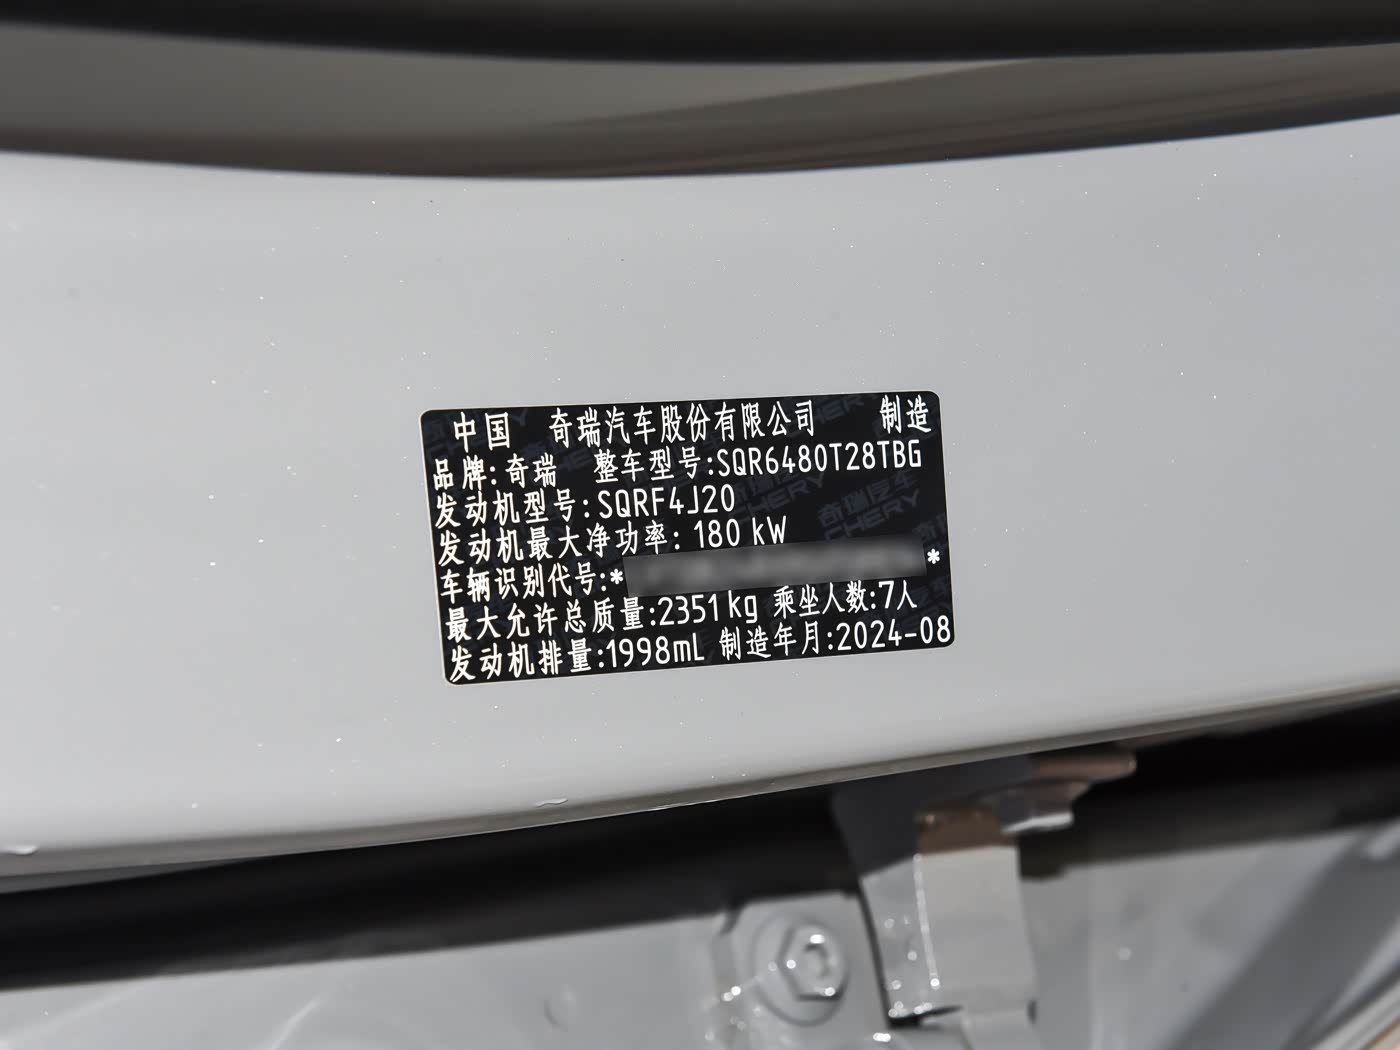 中国 奇瑞汽车股份有限公司 制造
品牌:奇瑞 整车型号:SQR6480T28TBG
发动机型号:SQRF4J20
发动机最大净功率: 180 kW
车辆识别代号:* *
最大允许总质量:2351kg 乘坐人数:7人
发动机排量:1998mL 制造年月:2024-08